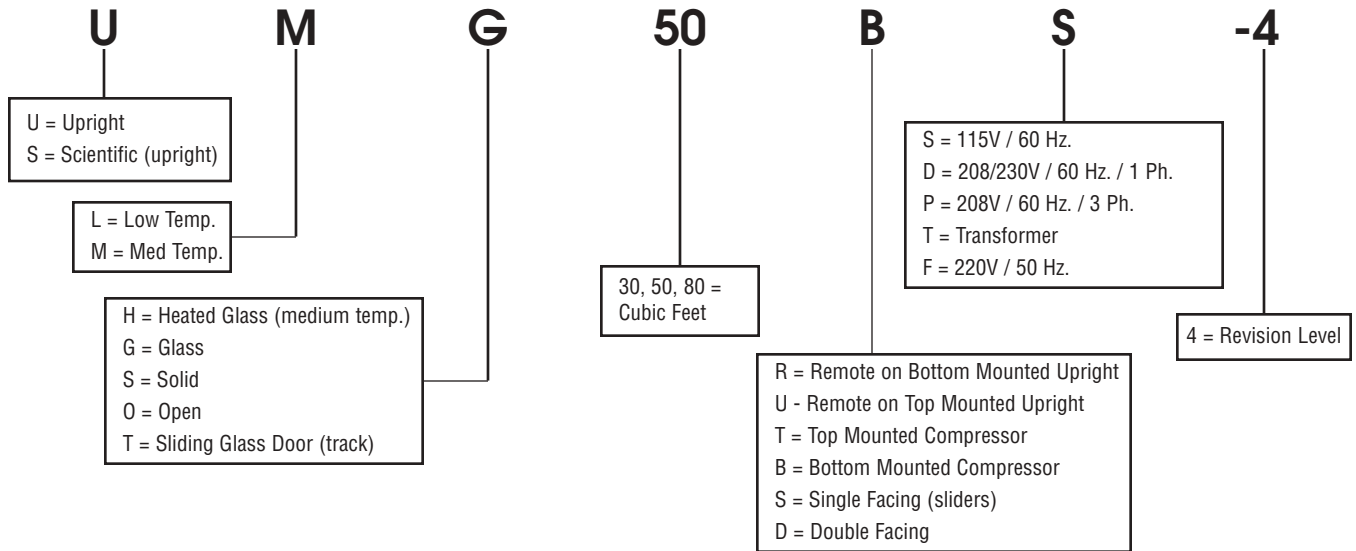 U M G 50 B S -4
U = Upright
S = Scientific (upright)
L = Low Temp.
M = Med Temp.
H = Heated Glass (medium temp.)
G = Glass
S = Solid
O = Open
T = Sliding Glass Door (track)
30, 50, 80 =
Cubic Feet
R = Remote on Bottom Mounted Upright
U - Remote on Top Mounted Upright
T = Top Mounted Compressor
B = Bottom Mounted Compressor
S = Single Facing (sliders)
D = Double Facing
S = 115V / 60 Hz.
D = 208/230V / 60 Hz. / 1 Ph.
P = 208V / 60 Hz. / 3 Ph.
T = Transformer
F = 220V / 50 Hz.
4 = Revision Level